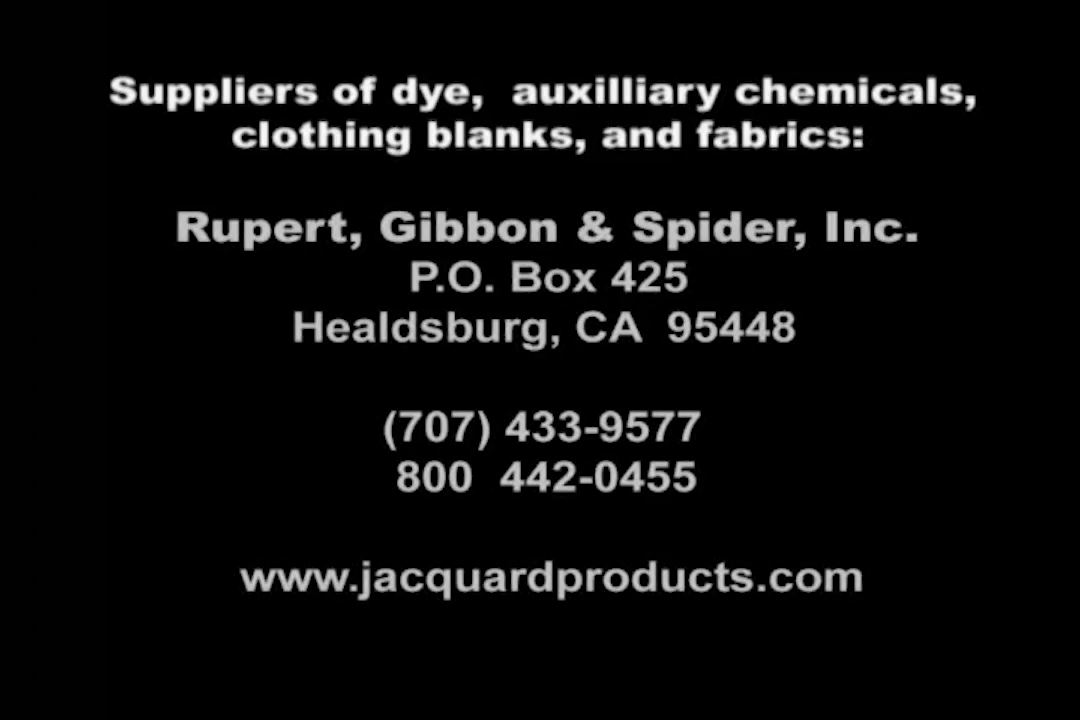 Suppliers of dye,  auxilliary chemicals,
clothing blanks, and fabrics:
Rupert, Gibbon & Spider, Inc.
P.O. Box 425
Healdsburg, CA  95448
(707) 433-9577
800  442-0455
www.jacquardproducts.com